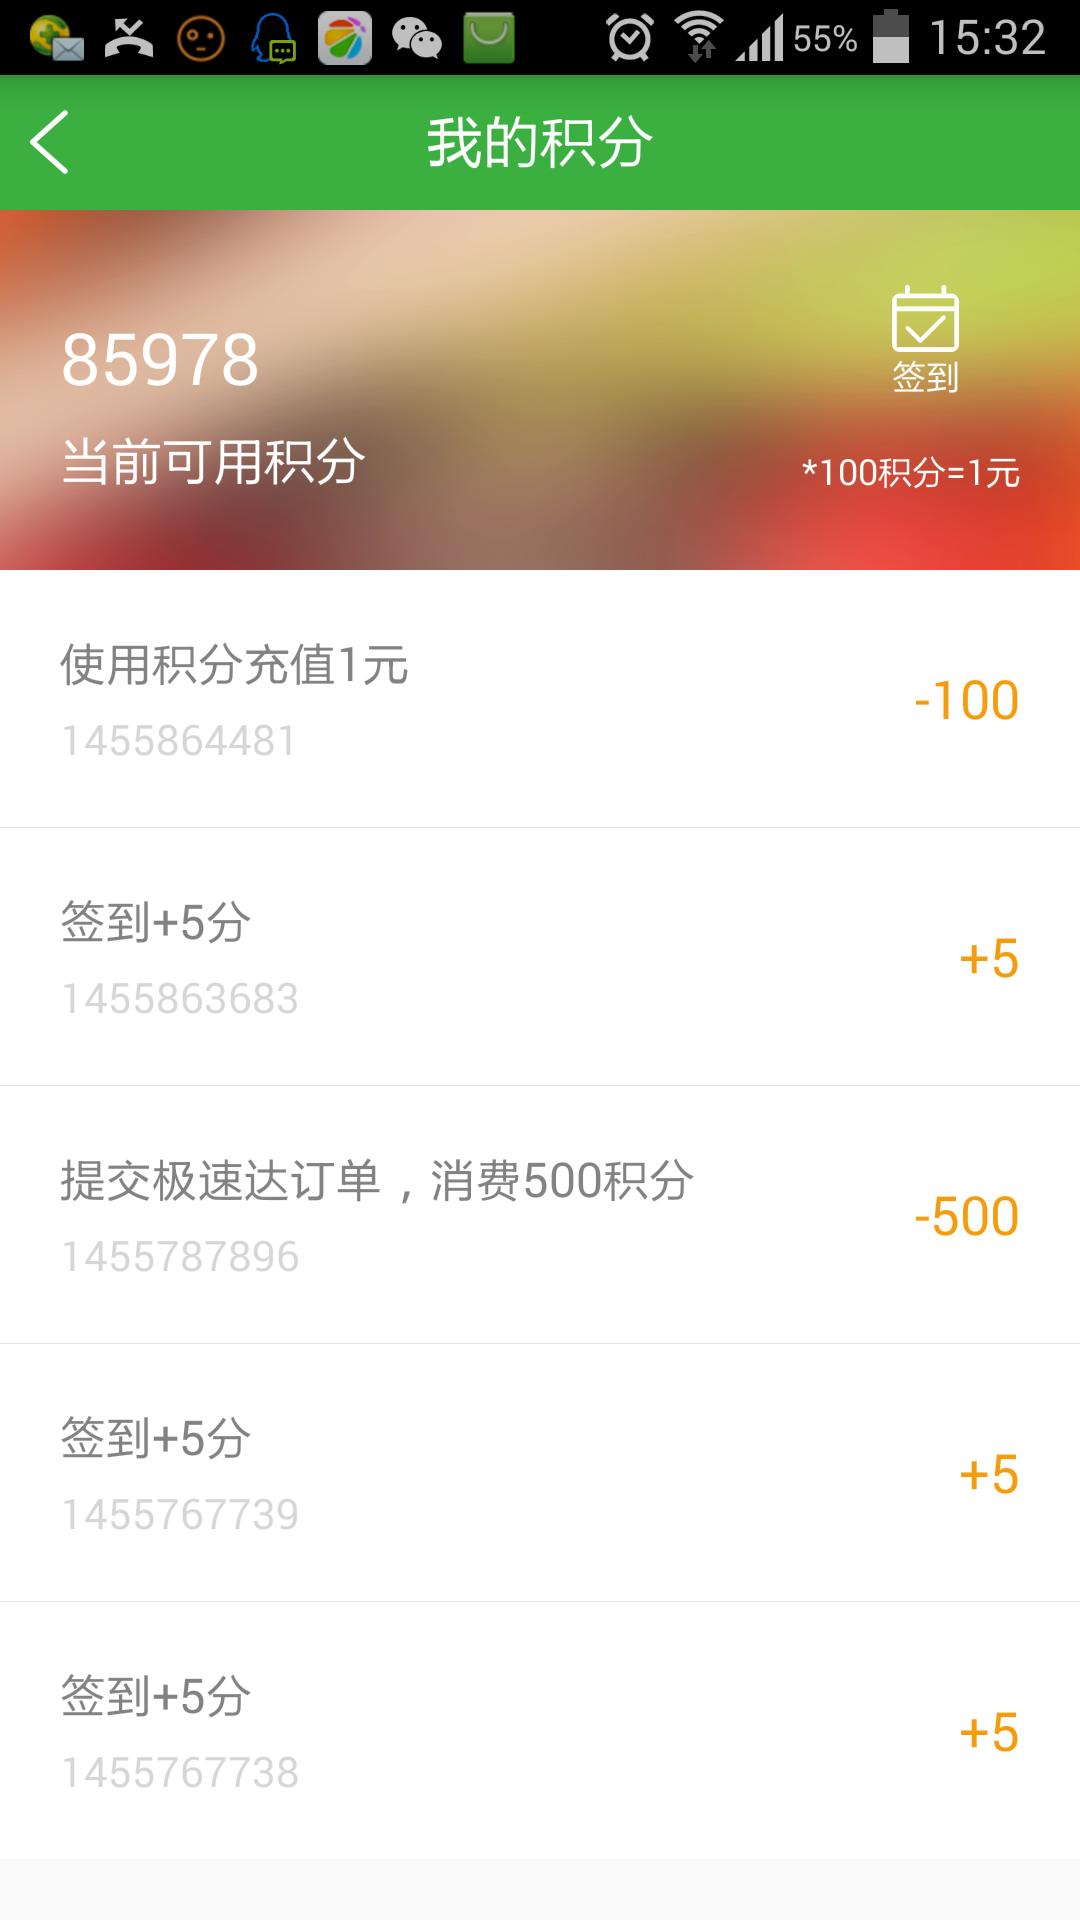 55% 15:32
我的积分
85978
签到
当前可用积分
*100积分=1元
使用积分充值1元
-100
1455864481
签到+5分
+5
1455863683
提交极速达订单，消费500积分
-500
1455787896
签到+5分
+5
1455767739
签到+5分
+5
1455767738